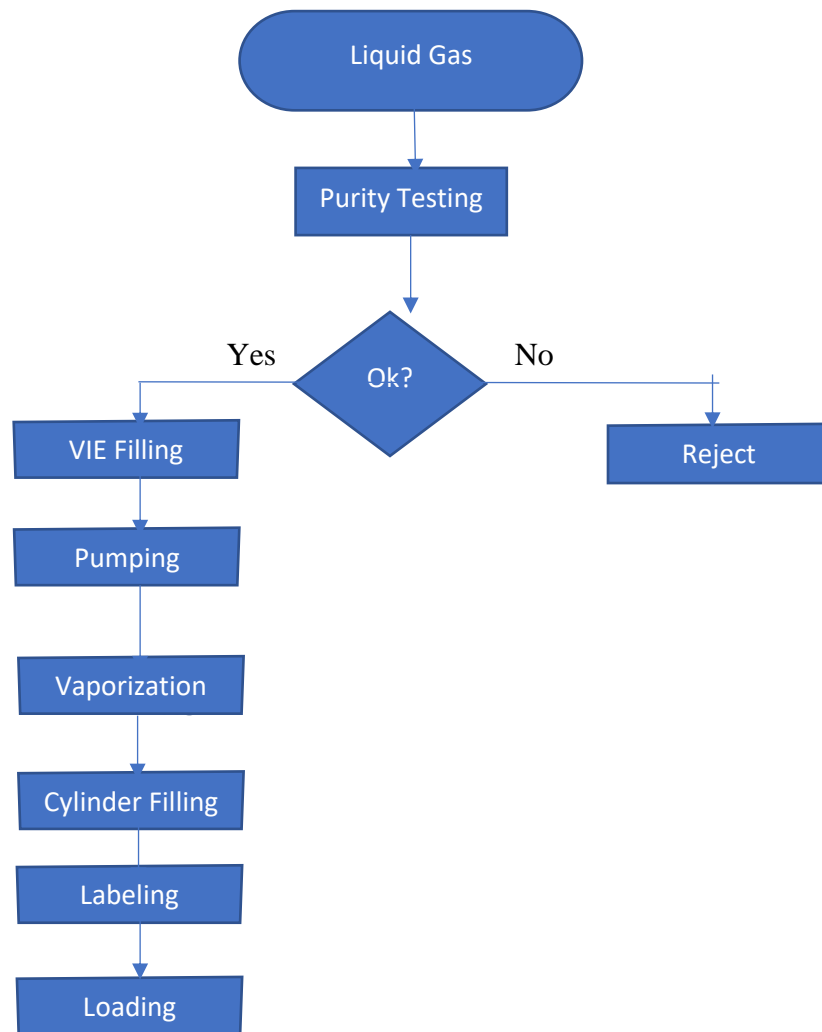 Liquid Gas
Purity Testing
Yes
Ok?
No
VIE Filling
Reject
Pumping
Vaporization
Cylinder Filling
Labeling
Loading